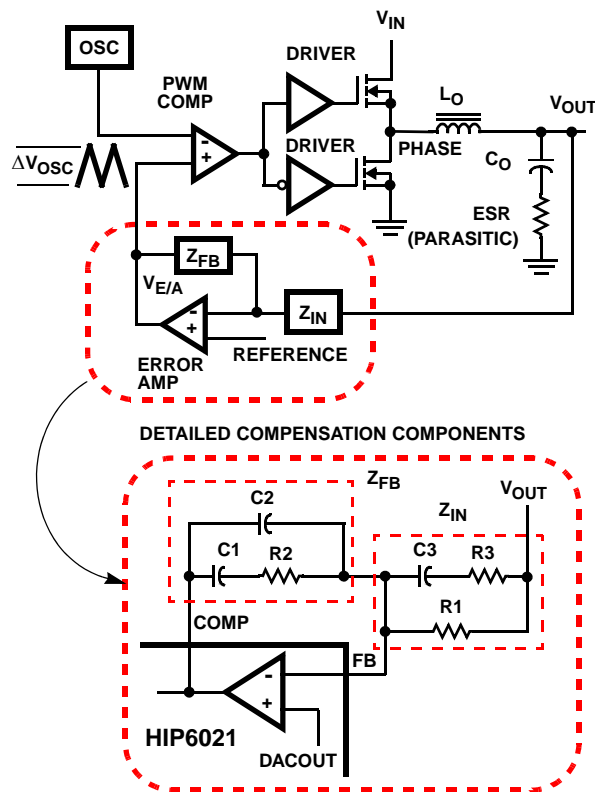 V_IN
OSC
DRIVER
PWM
COMP
L_O
V_OUT
-
+
DRIVER
PHASE
C_O
ΔV_OSC
ESR
(PARASITIC)
Z_FB
V_E/A
-
+
Z_IN
ERROR
AMP
REFERENCE
DETAILED COMPENSATION COMPONENTS
Z_FB
C2
Z_IN
V_OUT
C1
R2
C3
R3
R1
COMP
FB
-
+
HIP6021
DACOUT